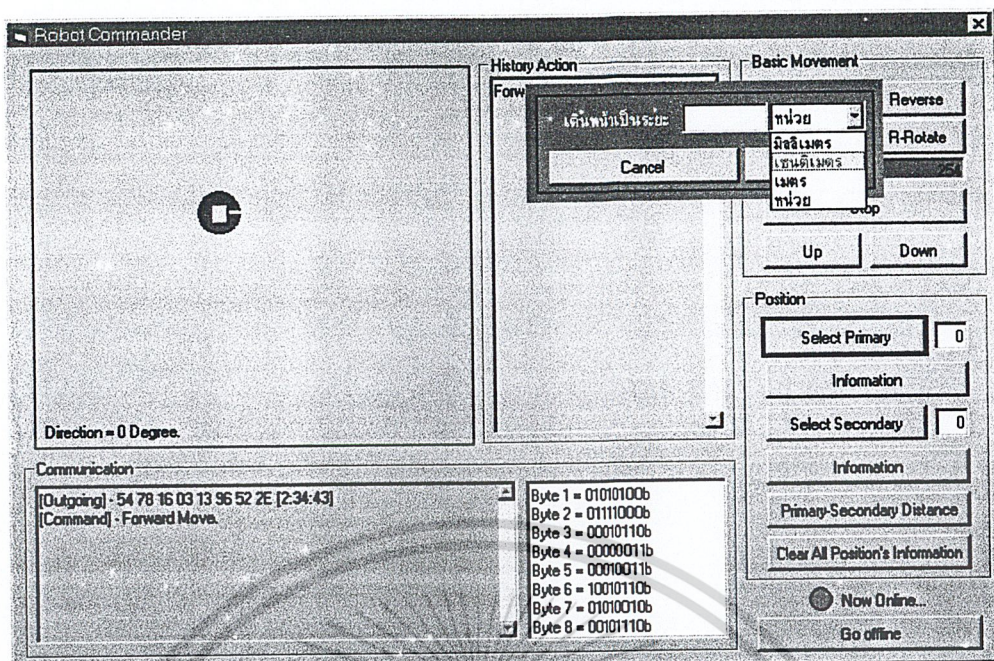 Robot Commander
History Action
Forw
Basic Movement
Reverse
R-Rotate
254
เดินหน้าเป็นระยะ
หน่วย
มิลลิเมตร
เซนติเมตร
เมตร
หน่วย
Cancel
Up
Down
Position
Select Primary
0
Information
Select Secondary
0
Information
Primary-Secondary Distance
Clear All Position's Information
Now Online...
Go offline
Direction = 0 Degree.
Communication
[Outgoing] - 54 78 16 03 13 96 52 2E [2:34:43]
[Command] - Forward Move.
Byte 1 = 01010100b
Byte 2 = 01111000b
Byte 3 = 00010110b
Byte 4 = 00000011b
Byte 5 = 00010011b
Byte 6 = 10010110b
Byte 7 = 01010010b
Byte 8 = 00101110b